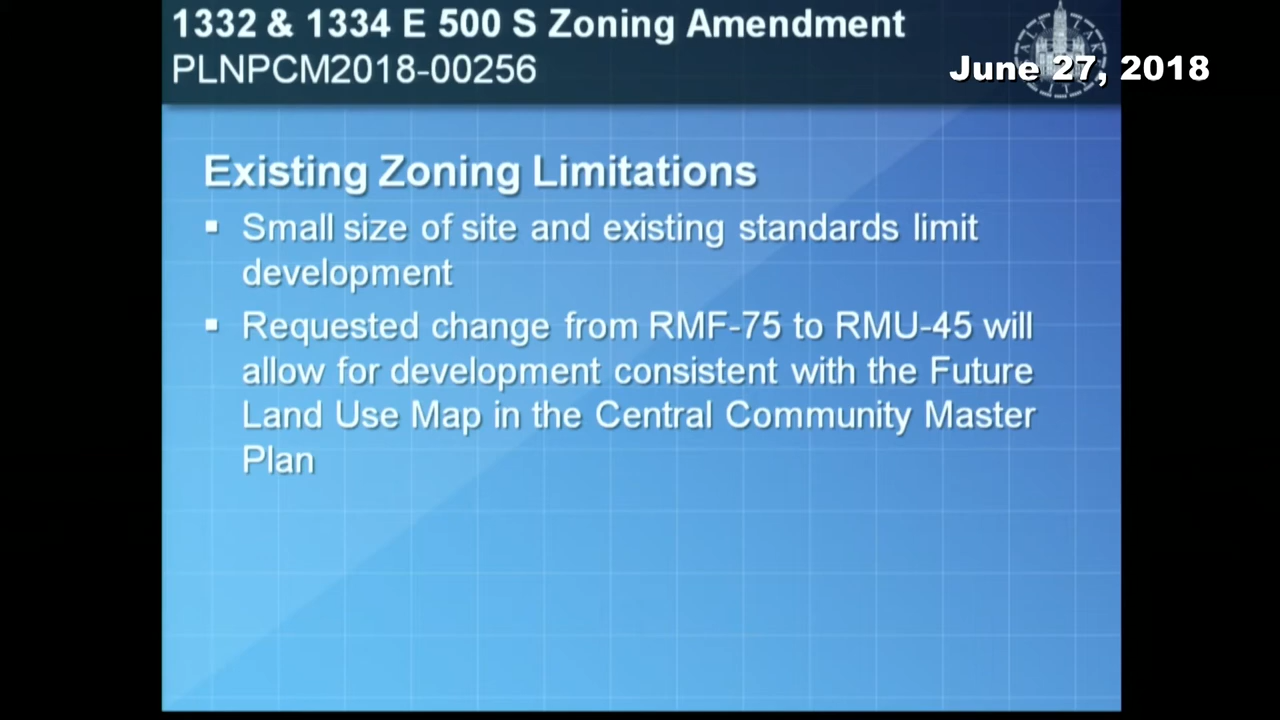 1332 & 1334 E 500 S Zoning Amendment
PLNPCM2018-00256
June 27, 2018
Existing Zoning Limitations
▪ Small size of site and existing standards limit
development
▪ Requested change from RMF-75 to RMU-45 will
allow for development consistent with the Future
Land Use Map in the Central Community Master
Plan